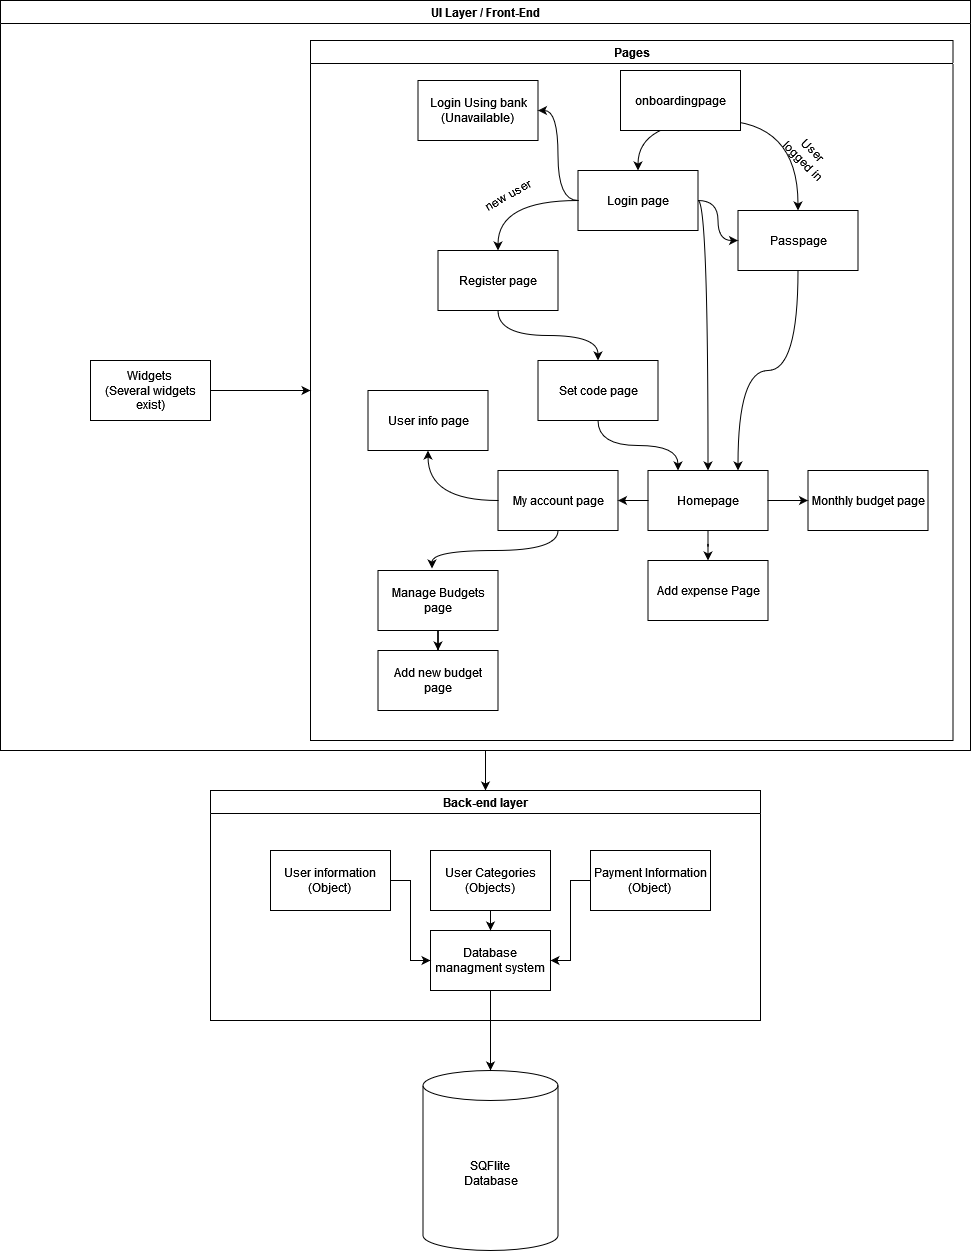 UI Layer / Front-End
Pages
Login Using bank
(Unavailable)
onboardingpage
User
logged in
new user
Login page
Passpage
Register page
Widgets
(Several widgets
exist)
Set code page
User info page
My account page
Homepage
Monthly budget page
Manage Budgets
page
Add expense Page
Add new budget
page
Back-end layer
User information
(Object)
User Categories
(Objects)
Payment Information
(Object)
Database
managment system
SQFlite
Database